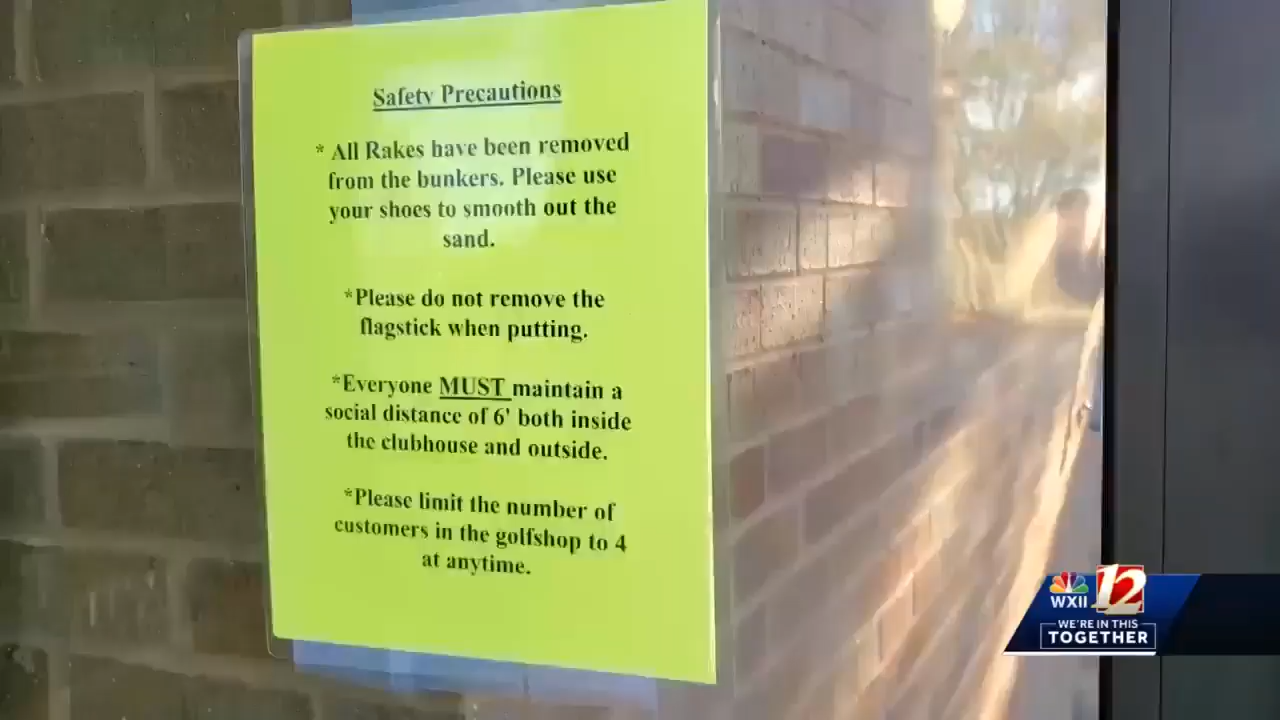 Safety Precautions
* All Rakes have been removed
from the bunkers. Please use
your shoes to smooth out the
sand.
*Please do not remove the
flagstick when putting.
*Everyone MUST maintain a
social distance of 6' both inside
the clubhouse and outside.
*Please limit the number of
customers in the golfshop to 4
at anytime.
WXII 12
WE'RE IN THIS
TOGETHER